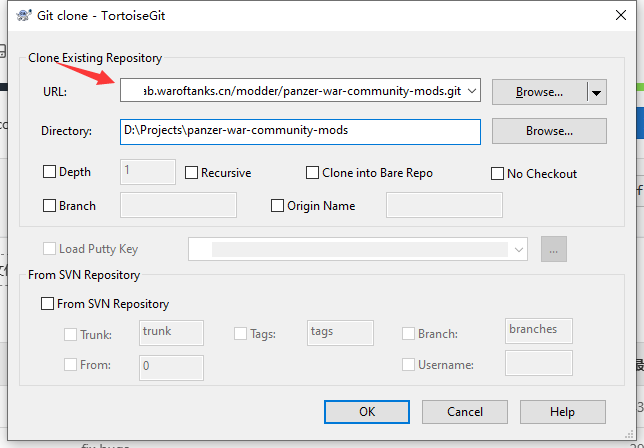 Git clone - TortoiseGit
Clone Existing Repository
URL: ab.waroftanks.cn/modder/panzer-war-community-mods.git Browse...
Directory: D:\Projects\panzer-war-community-mods Browse...
Depth 1 Recursive Clone into Bare Repo No Checkout
Branch Origin Name
Load Putty Key ...
From SVN Repository
From SVN Repository
Trunk: trunk Tags: tags Branch: branches
From: 0 Username:
OK Cancel Help
fix bugs